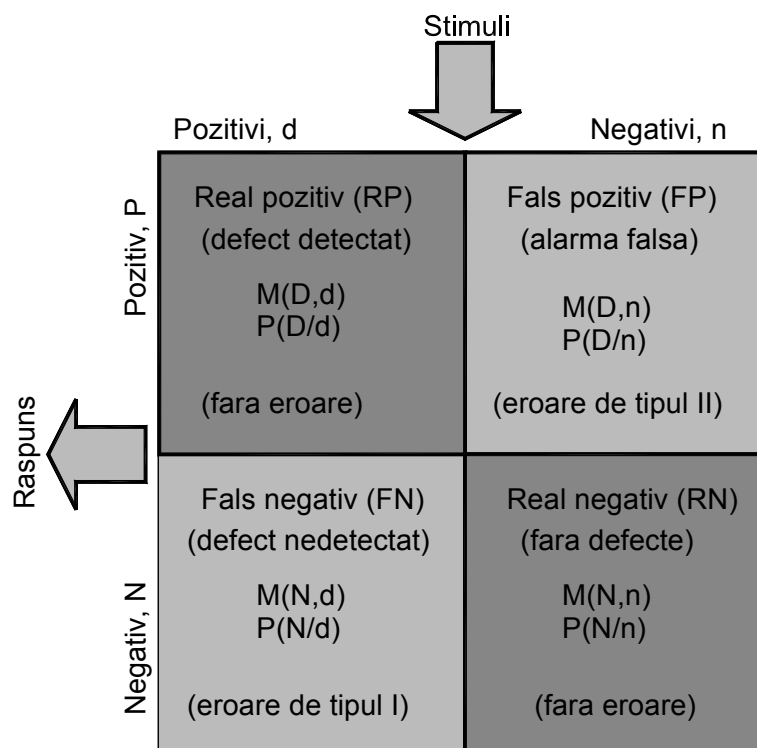 Stimuli
Pozitivi, d
Negativi, n
Pozitiv, P
Real pozitiv (RP)
(defect detectat)
M(D,d)
P(D/d)
(fara eroare)
Fals pozitiv (FP)
(alarma falsa)
M(D,n)
P(D/n)
(eroare de tipul II)
Raspuns
Negativ, N
Fals negativ (FN)
(defect nedetectat)
M(N,d)
P(N/d)
(eroare de tipul I)
Real negativ (RN)
(fara defecte)
M(N,n)
P(N/n)
(fara eroare)